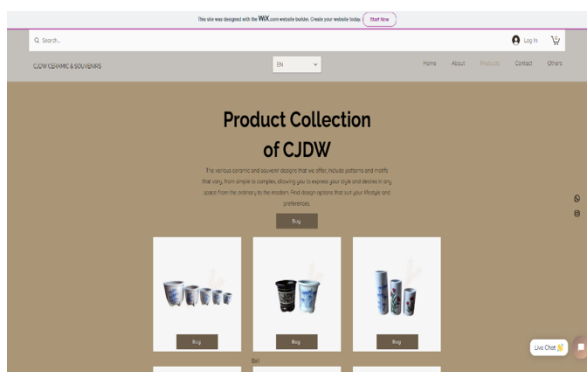 This site was designed with the WiX.com website builder. Create your website today. Start Now
Search...
Log In
CJDW CERAMIC & SOUVENIRS
EN
Home About Products Contact Others
Product Collection
of CJDW
The various ceramic and souvenir designs that we offer, include patterns and motifs
that vary, from simple to complex, allowing you to express your style and desires in any
space from the ordinary to the modern. Find design options that suit your lifestyle and
preferences.
Buy
Buy Buy Buy
Live Chat